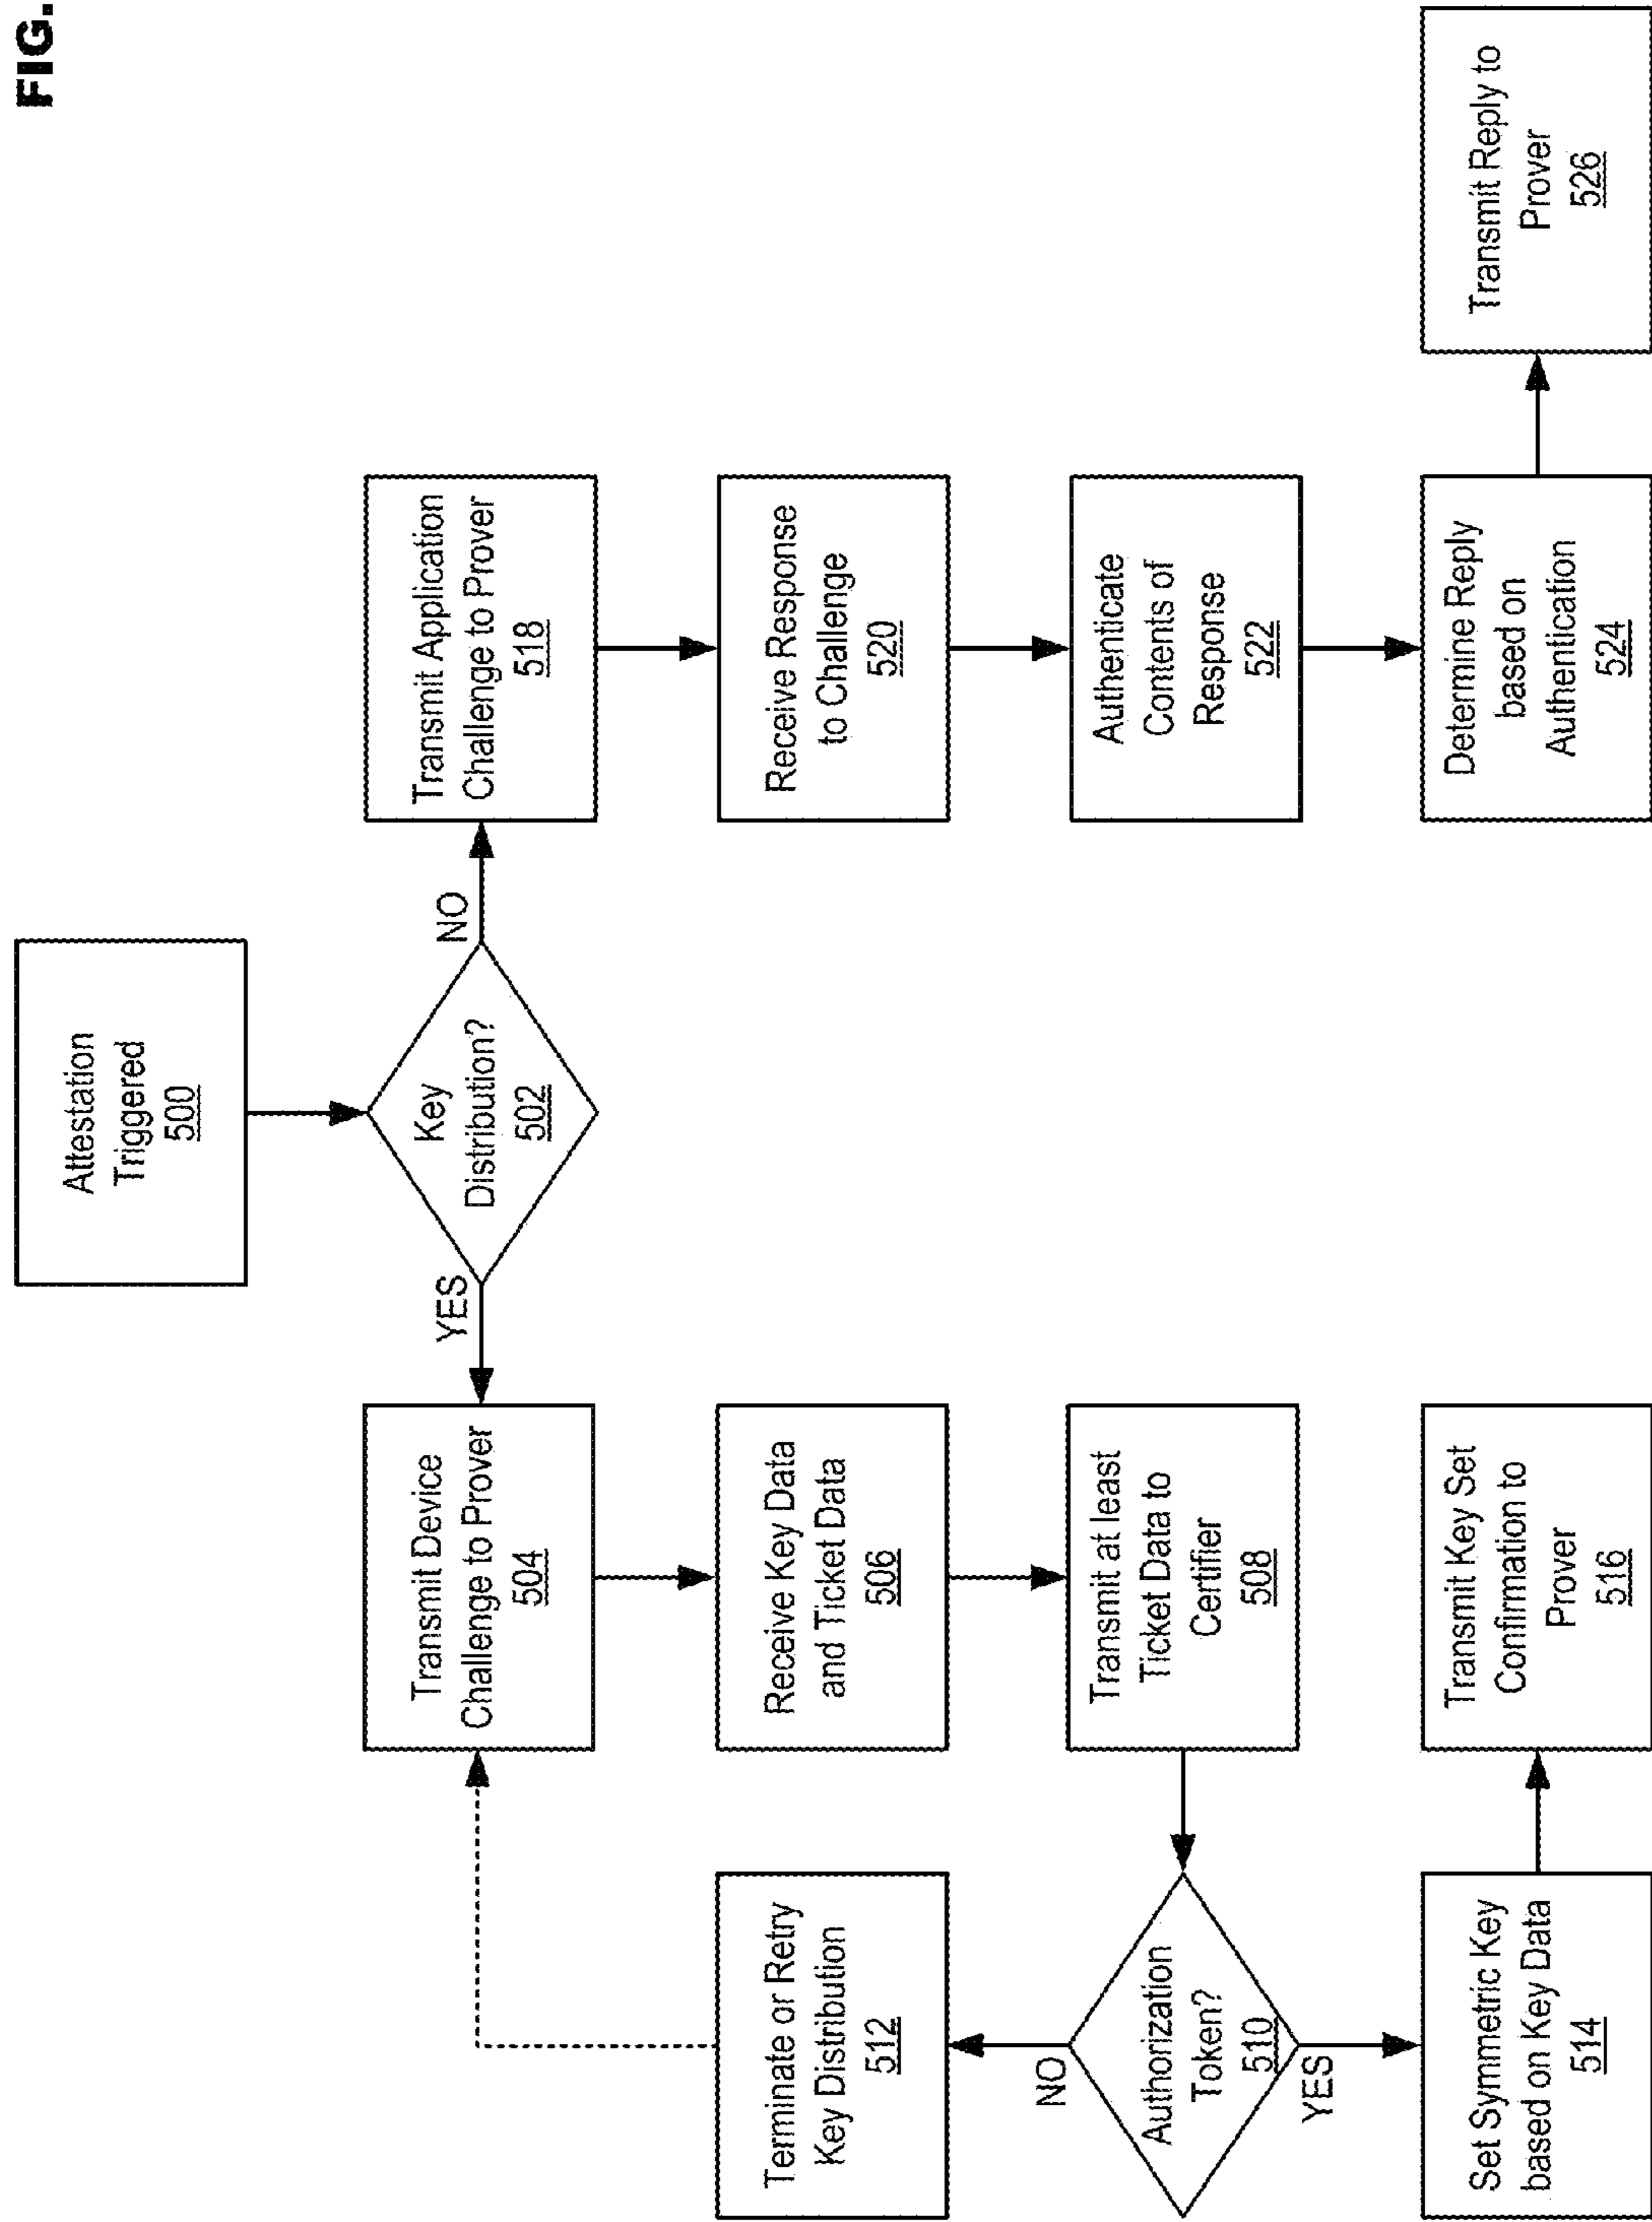 FIG.
Attestation
Triggered
500
Key
Distribution?
502
YES
NO
Transmit Device
Challenge to Prover
504
Receive Key Data
and Ticket Data
506
Transmit at least
Ticket Data to
Certifier
508
Authorization
Token?
510
NO
YES
Terminate or Retry
Key Distribution
512
Set Symmetric Key
based on Key Data
514
Transmit Key Set
Confirmation to
Prover
516
Transmit Application
Challenge to Prover
518
Receive Response
to Challenge
520
Authenticate
Contents of
Response
522
Determine Reply
based on
Authentication
524
Transmit Reply to
Prover
526